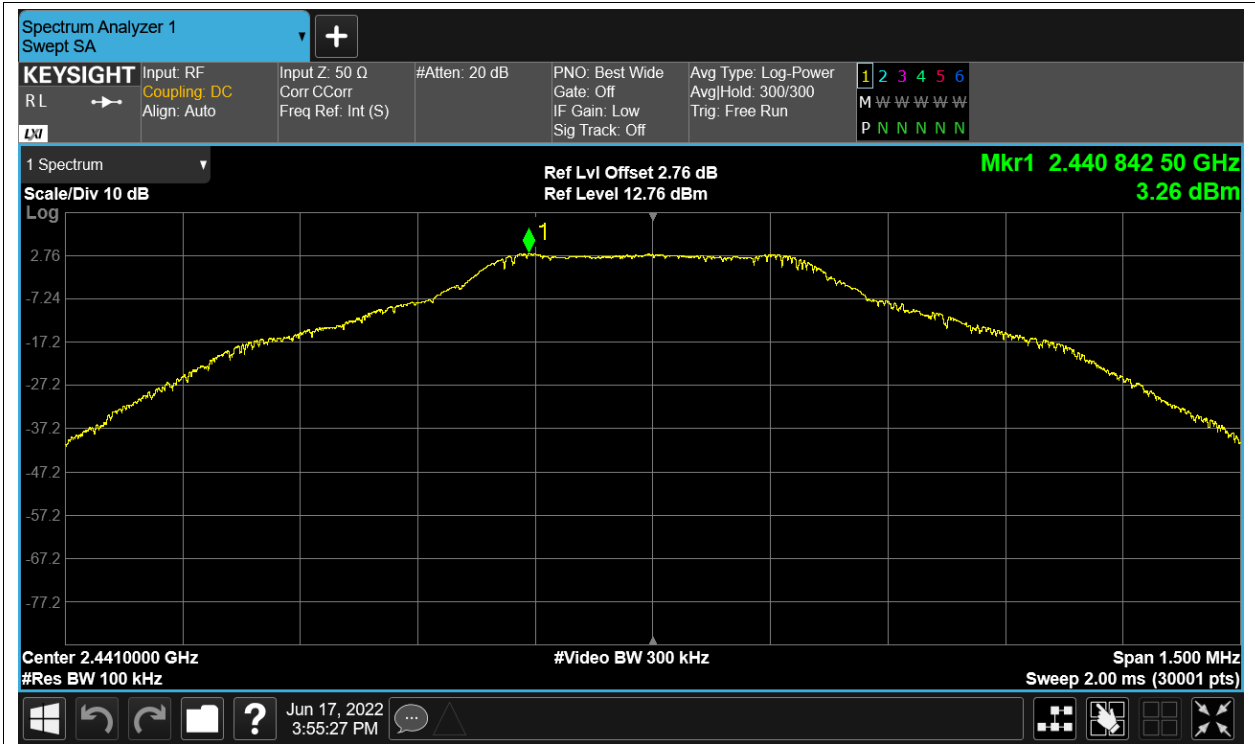 Spectrum Analyzer 1
Swept SA
KEYSIGHT
R L
LXI
Input: RF
Coupling: DC
Align: Auto
Input Z: 50 Ω
Corr CCorr
Freq Ref: Int (S)
#Atten: 20 dB
PNO: Best Wide
Gate: Off
IF Gain: Low
Sig Track: Off
Avg Type: Log-Power
Avg|Hold: 300/300
Trig: Free Run
1 2 3 4 5 6
M W W W W W
P N N N N N
1 Spectrum
Scale/Div 10 dB
Log
Ref Lvl Offset 2.76 dB
Ref Level 12.76 dBm
Mkr1 2.440 842 50 GHz
3.26 dBm
1
2.76
-7.24
-17.2
-27.2
-37.2
-47.2
-57.2
-67.2
-77.2
Center 2.4410000 GHz
#Video BW 300 kHz
Span 1.500 MHz
#Res BW 100 kHz
Sweep 2.00 ms (30001 pts)
?
Jun 17, 2022
3:55:27 PM